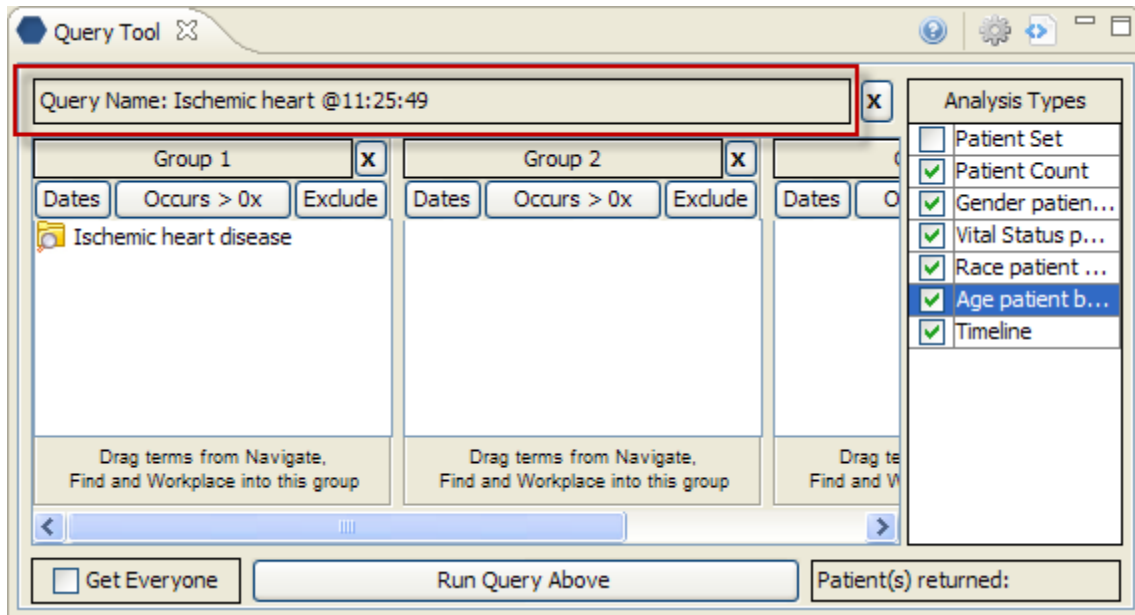 Query Tool
Query Name: Ischemic heart @11:25:49
x
Analysis Types
Group 1
x
Group 2
x
Dates
Occurs > 0x
Exclude
Dates
Occurs > 0x
Exclude
Dates
O
Ischemic heart disease
Patient Set
Patient Count
Gender patien...
Vital Status p...
Race patient ...
Age patient b...
Timeline
Drag terms from Navigate,
Find and Workplace into this group
Drag terms from Navigate,
Find and Workplace into this group
Drag te
Find and W
Get Everyone
Run Query Above
Patient(s) returned: